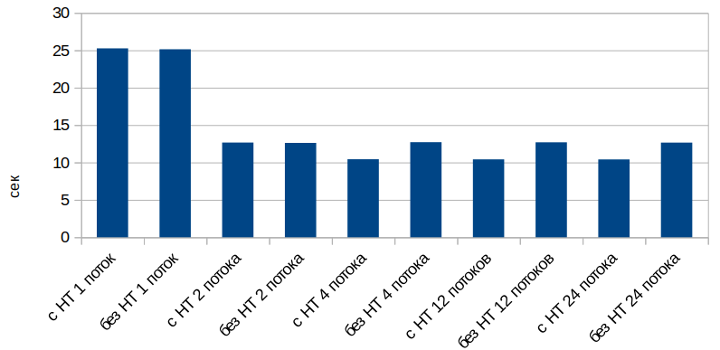 30
25
20
15
10
5
0
сек
с HT 1 поток
без HT 1 поток
с HT 2 потока
без HT 2 потока
с HT 4 потока
без HT 4 потока
с HT 12 потоков
без HT 12 потоков
с HT 24 потока
без HT 24 потока